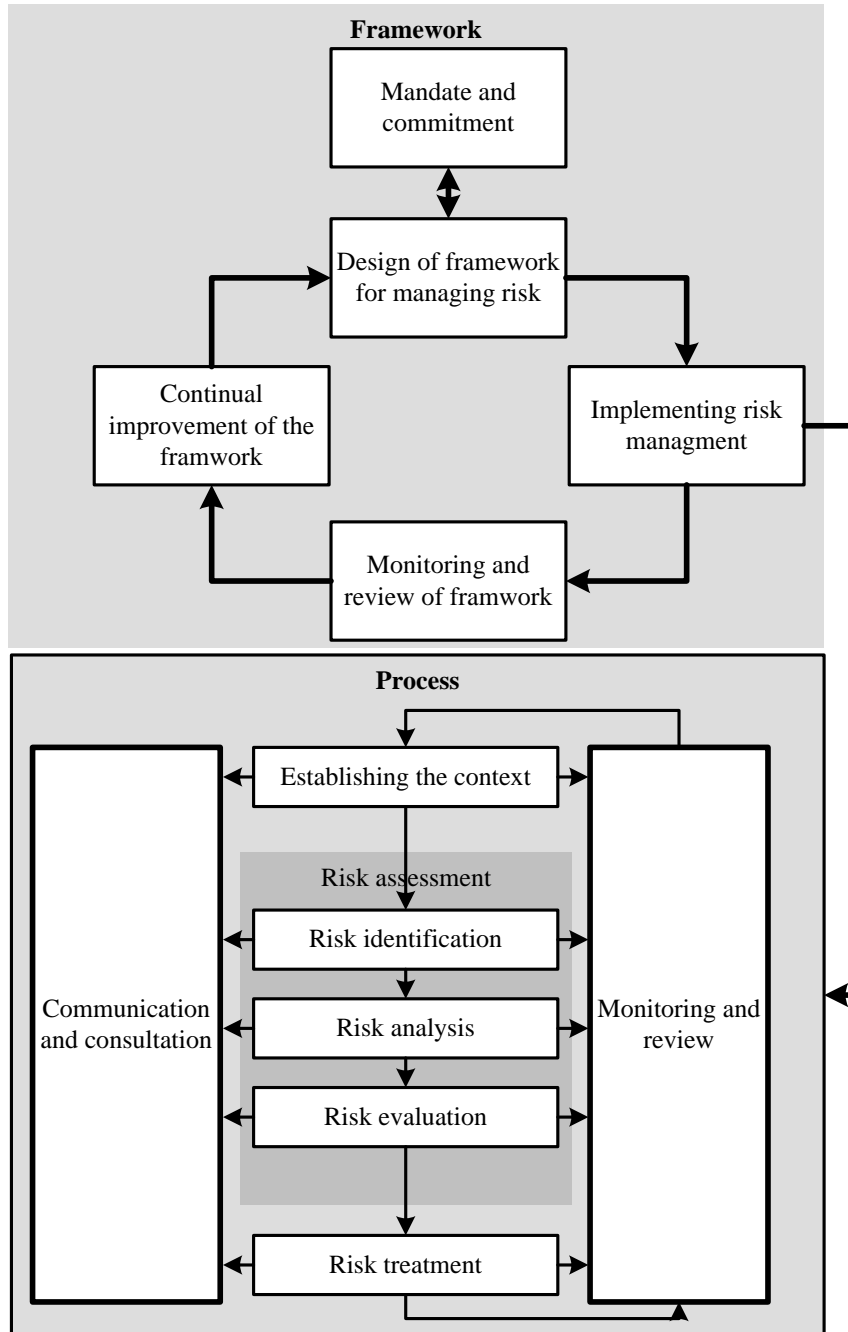 Framework
Mandate and
commitment
Design of framework
for managing risk
Continual
improvement of the
framwork
Implementing risk
managment
Monitoring and
review of framwork
Process
Establishing the context
Risk assessment
Risk identification
Communication
and consultation
Risk analysis
Monitoring and
review
Risk evaluation
Risk treatment